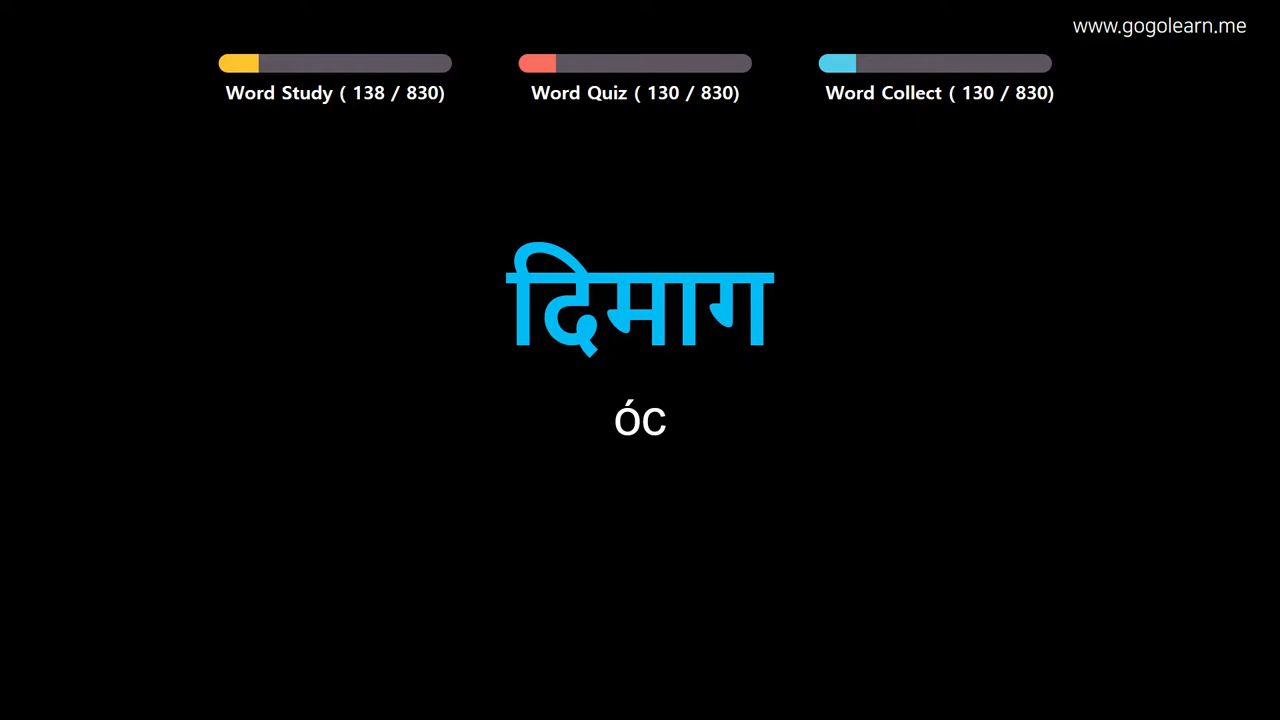 www.gogolearn.me
Word Study ( 138 / 830)
Word Quiz ( 130 / 830)
Word Collect ( 130 / 830)
दिमाग
óc